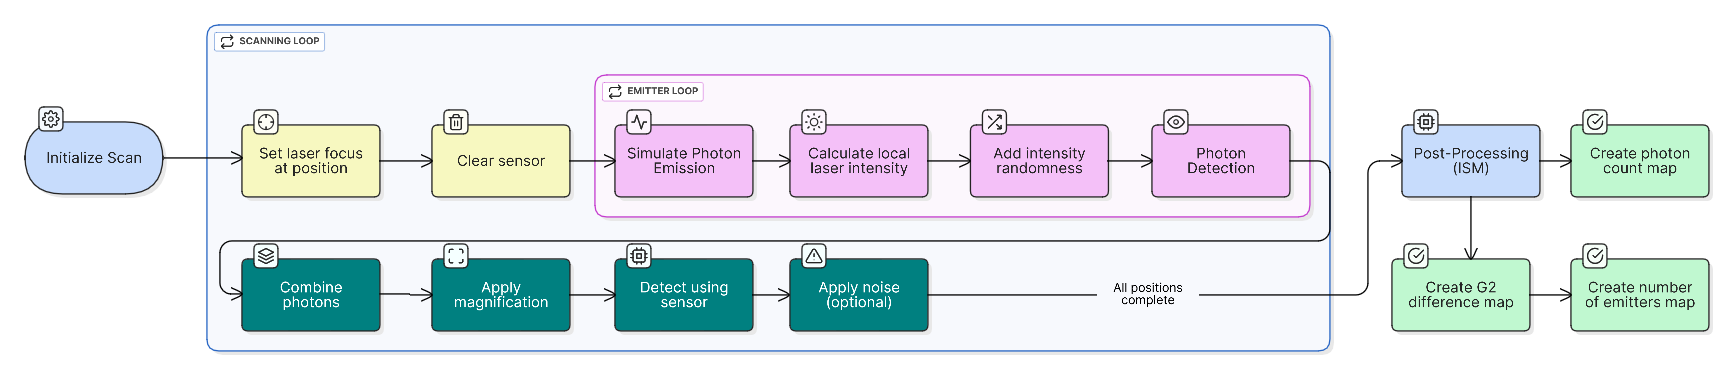 SCANNING LOOP
EMITTER LOOP
Initialize Scan
Set laser focus
at position
Clear sensor
Simulate Photon
Emission
Calculate local
laser intensity
Add intensity
randomness
Photon
Detection
Post-Processing
(ISM)
Create photon
count map
Combine
photons
Apply
magnification
Detect using
sensor
Apply noise
(optional)
All positions
complete
Create G2
difference map
Create number
of emitters map